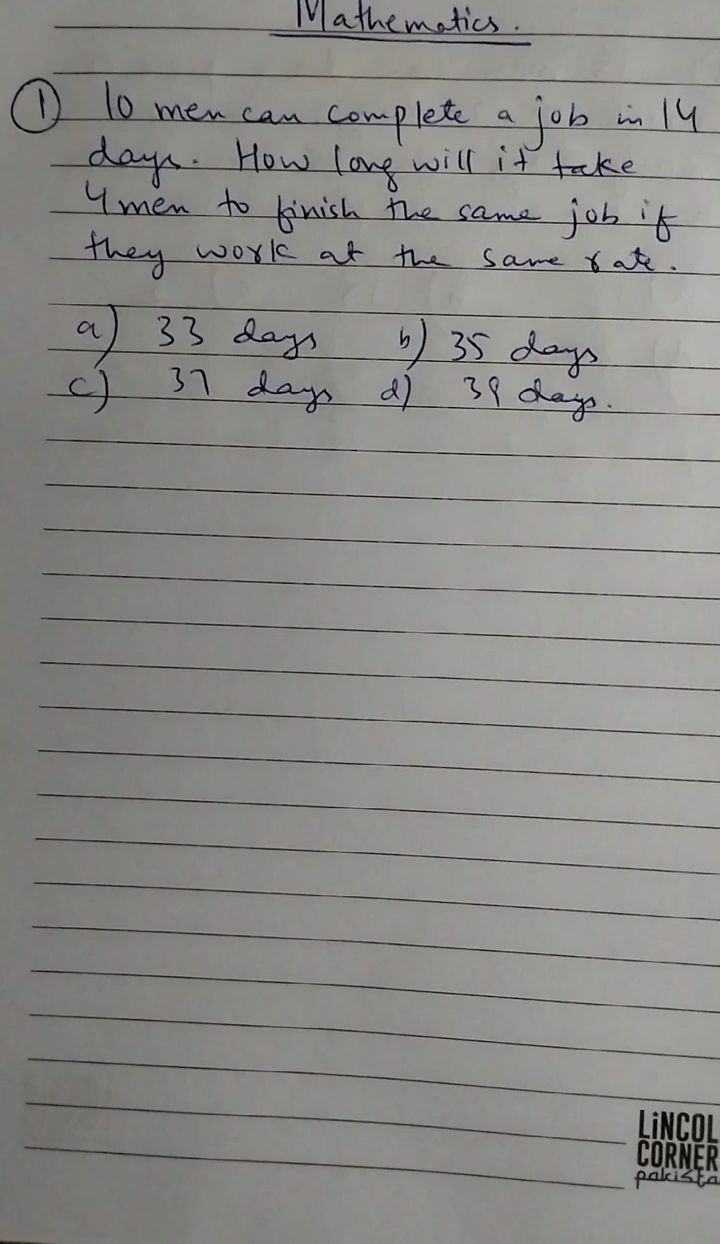 Mathematics.
① 10 men can complete a job in 14
days. How long will it take
4 men to finish the same job if
they work at the same rate.
a) 33 days b) 35 days
c) 37 days d) 39 days.
LiNCOL
CORNER
pakista